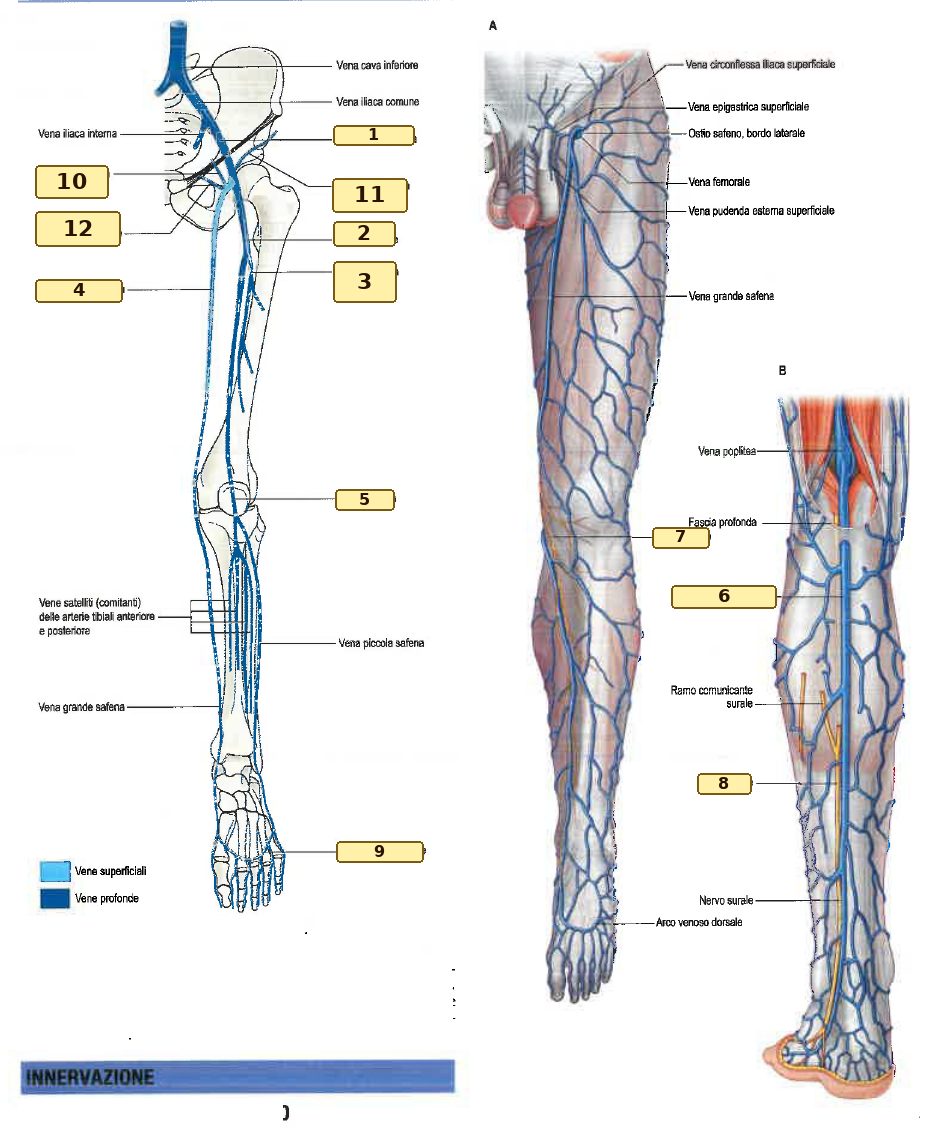 A
Vena cava inferiore
Vena iliaca comune
Vena iliaca interna
1
10
11
12
2
3
4
5
Vene satelliti (comitanti)
delle arterie tibiali anteriore
e posteriore
Vena piccola safena
Vena grande safena
9
Vene superficiali
Vene profonde
INNERVAZIONE
Vena circonflessa iliaca superficiale
Vena epigastrica superficiale
Ostio safeno, bordo laterale
Vena femorale
Vena pudenda esterna superficiale
Vena grande safena
7
Arco venoso dorsale
B
Vena poplitea
Fascia profonda
6
Ramo comunicante
surale
8
Nervo surale